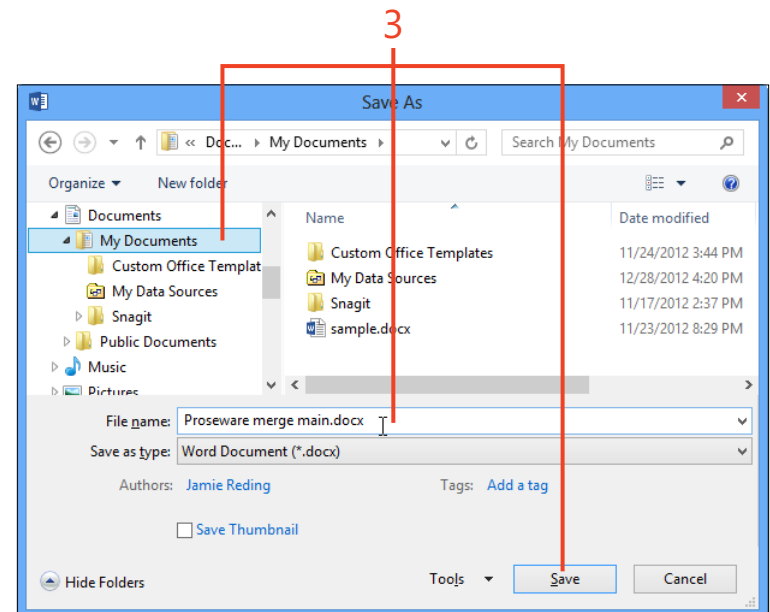 3
Save As
« Doc... My Documents Search My Documents
Organize New folder
Documents Name Date modified
My Documents
Custom Office Templat Custom Office Templates 11/24/2012 3:44 PM
My Data Sources My Data Sources 12/28/2012 4:20 PM
Snagit Snagit 11/17/2012 2:37 PM
Public Documents sample.docx 11/23/2012 8:29 PM
Music
Pictures
File name: Proseware merge main.docx
Save as type: Word Document (*.docx)
Authors: Jamie Reding Tags: Add a tag
Save Thumbnail
Hide Folders Tools Save Cancel